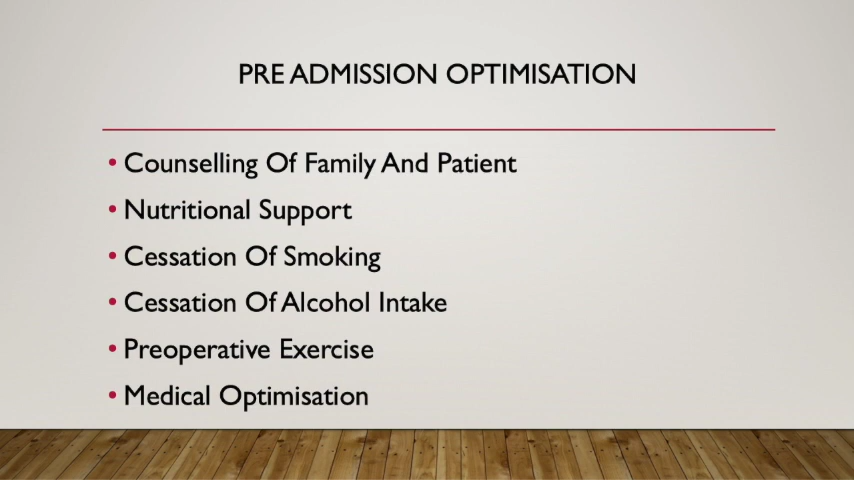 PRE ADMISSION OPTIMISATION
• Counselling Of Family And Patient
• Nutritional Support
• Cessation Of Smoking
• Cessation Of Alcohol Intake
• Preoperative Exercise
• Medical Optimisation